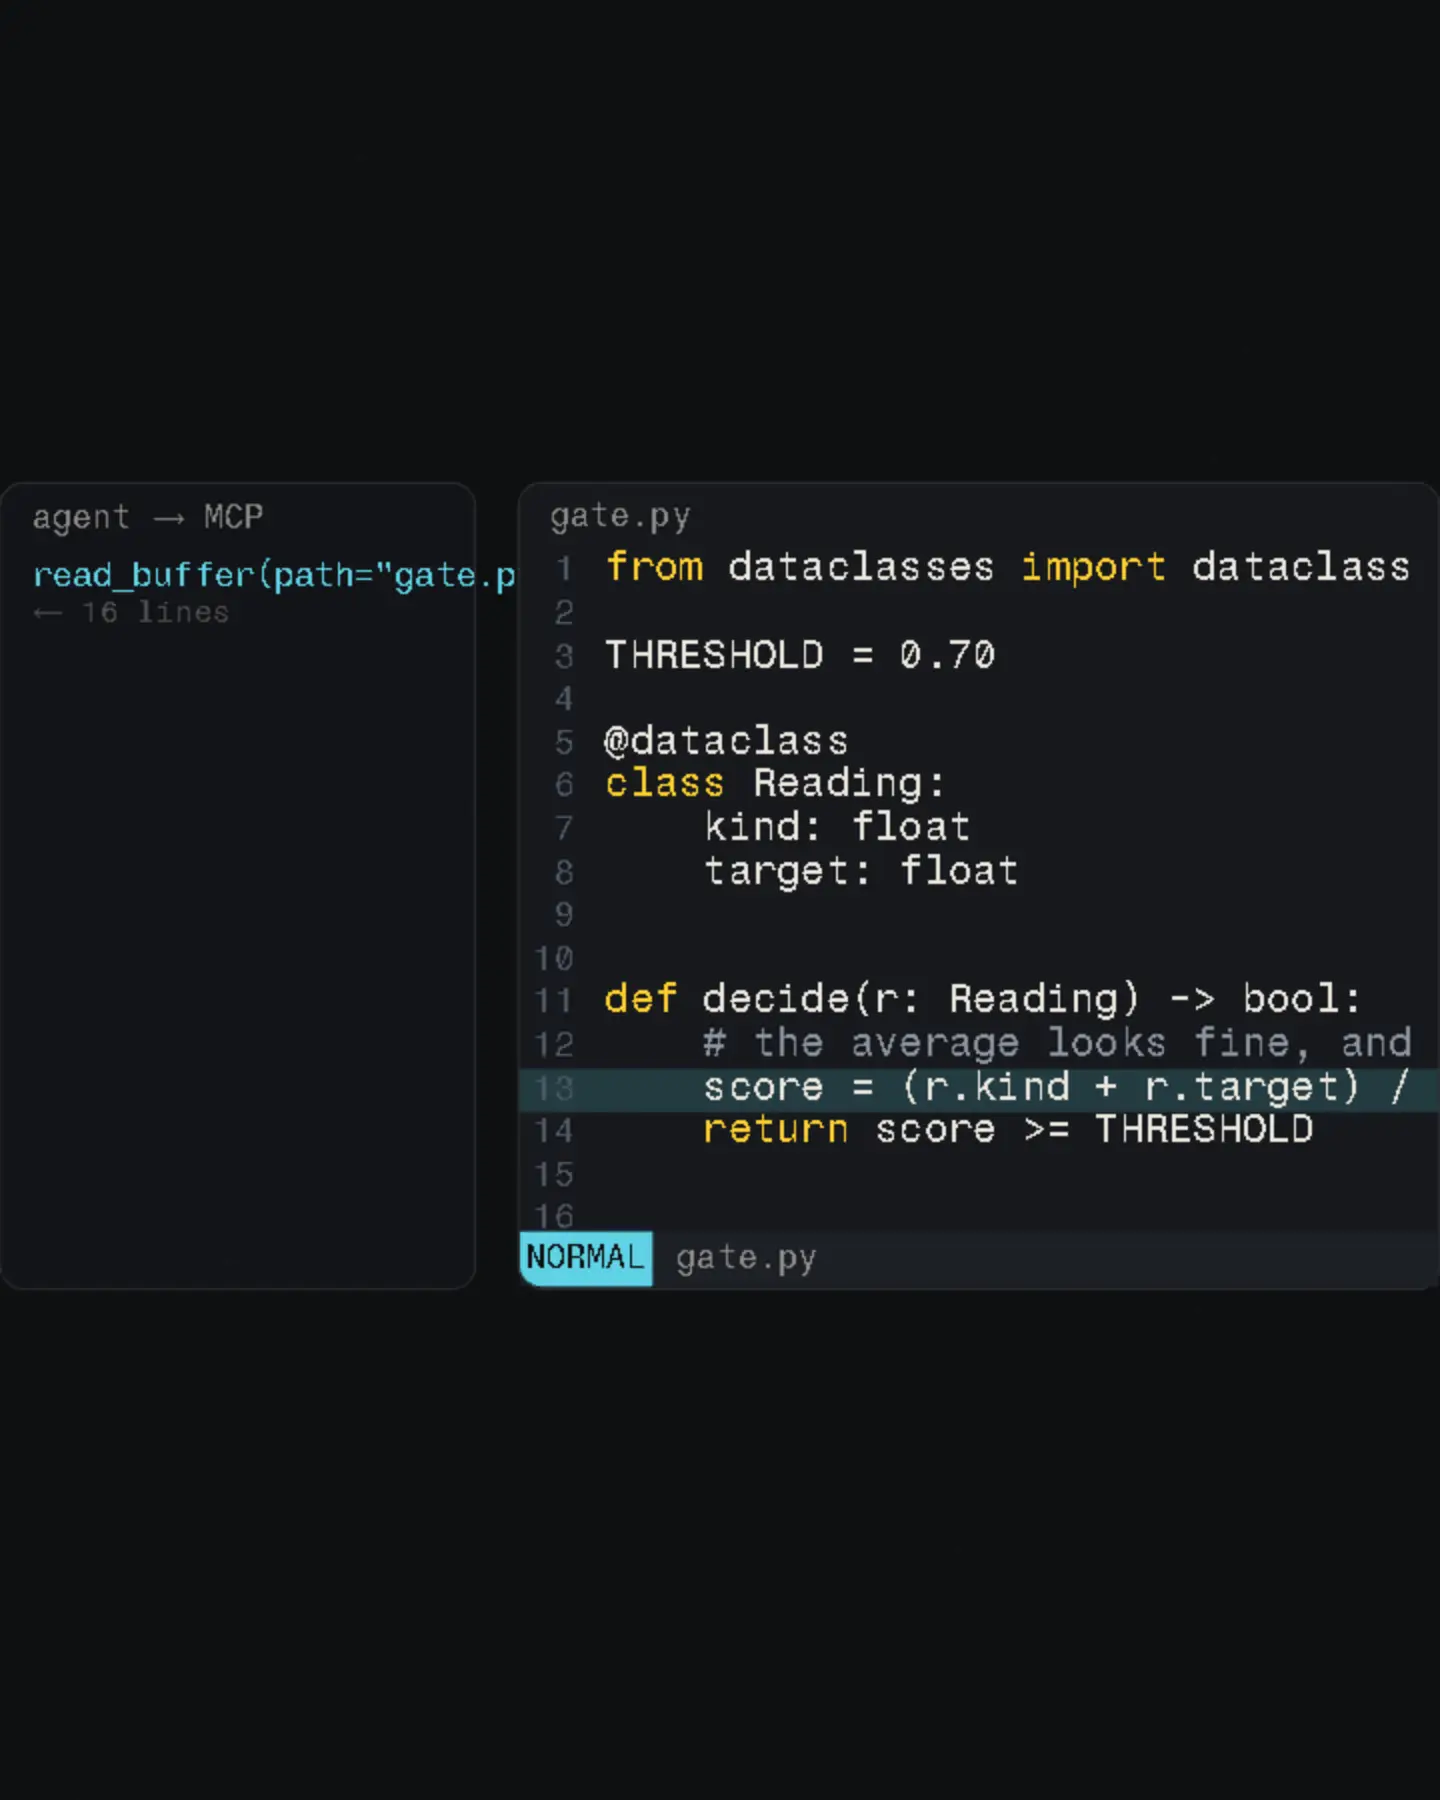 agent → MCP
read_buffer(path="gate.p
← 16 lines
gate.py
1 from dataclasses import dataclass
2
3 THRESHOLD = 0.70
4
5 @dataclass
6 class Reading:
7     kind: float
8     target: float
9
10
11 def decide(r: Reading) -> bool:
12     # the average looks fine, and
13     score = (r.kind + r.target) /
14     return score >= THRESHOLD
15
16
NORMAL gate.py